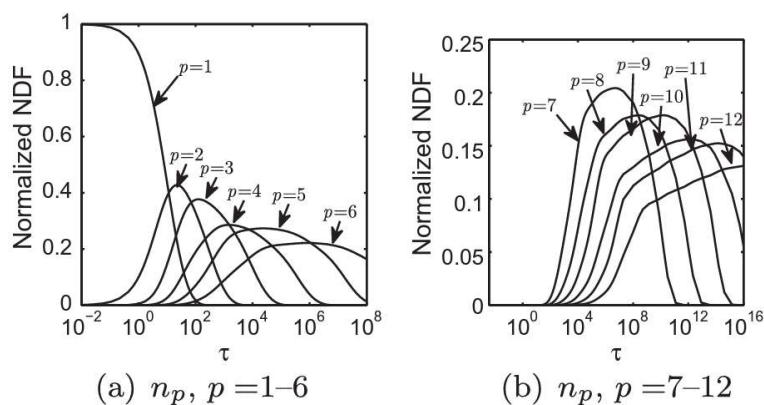 1
0.8
0.6
0.4
0.2
0
Normalized NDF
p=1
p=2
p=3
p=4
p=5
p=6
10^-2 10^0 10^2 10^4 10^6 10^8
τ
(a) n_p, p =1–6
0.25
0.2
0.15
0.1
0.05
0
Normalized NDF
p=7
p=8
p=9
p=10
p=11
p=12
10^0 10^4 10^8 10^12 10^16
τ
(b) n_p, p =7–12